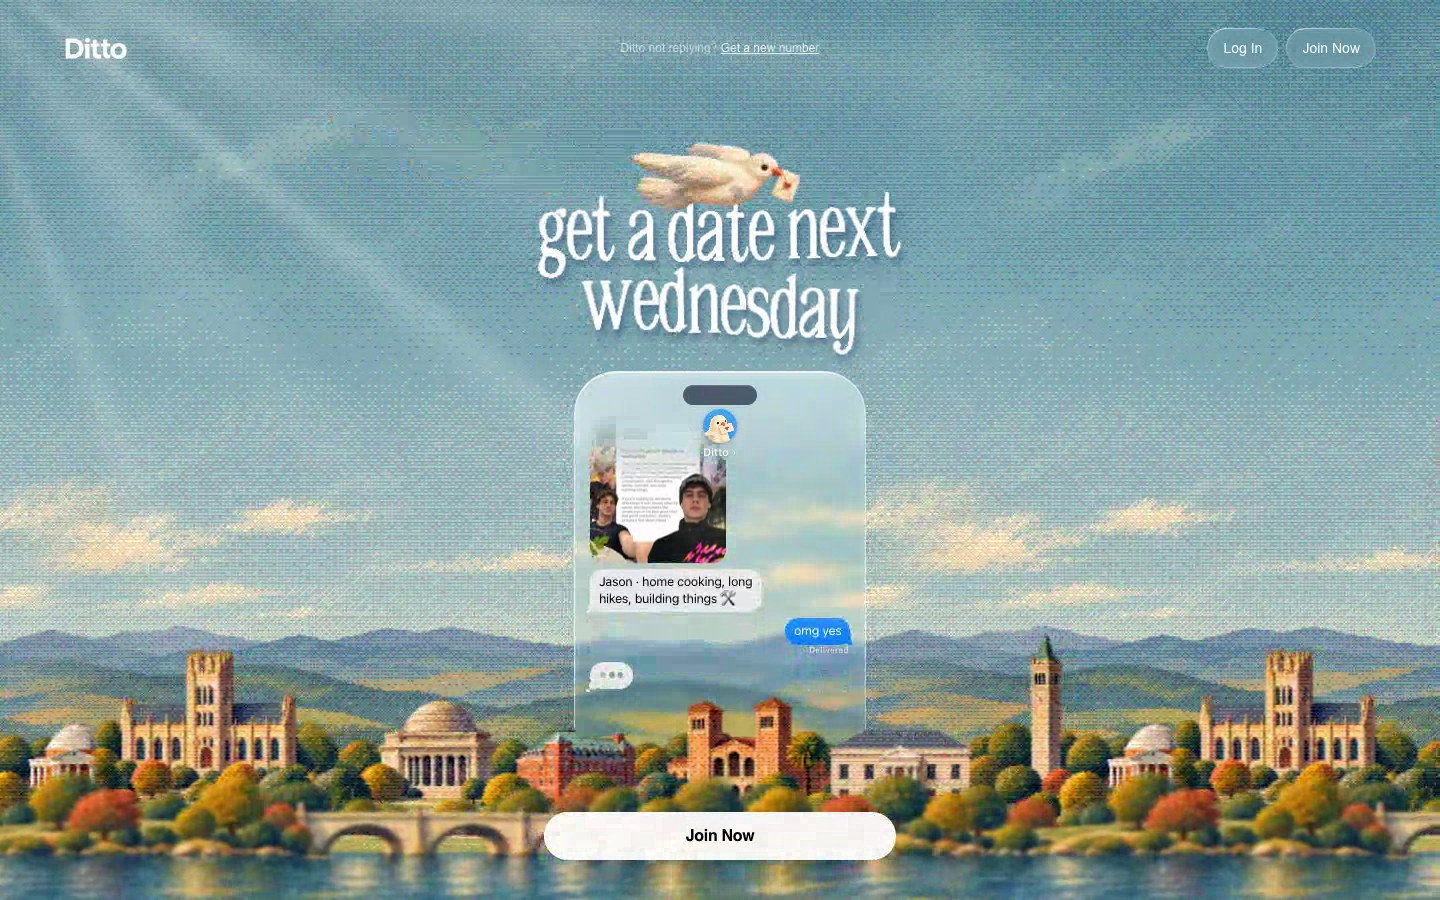 Ditto
Ditto not replying? Get a new number
Log In
Join Now
get a date next
wednesday
Ditto
Jason · home cooking, long
hikes, building things 🛠
omg yes
Delivered
Join Now